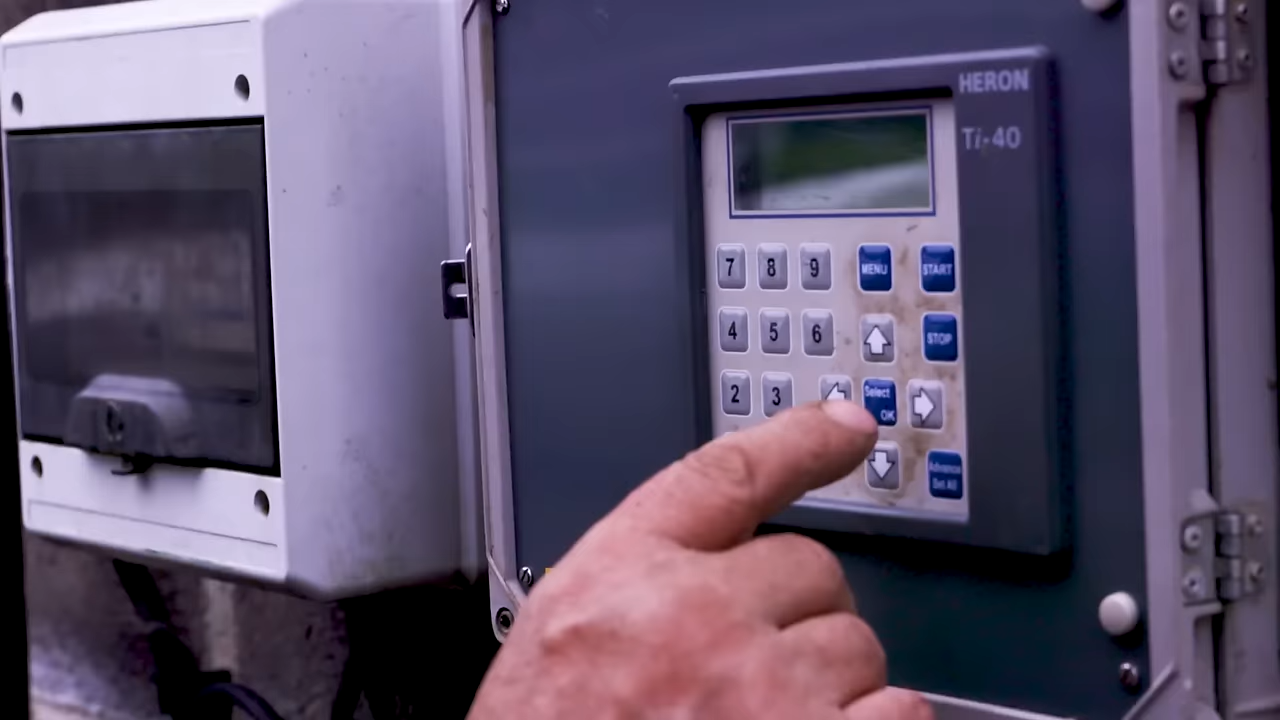 HERON
Ti-40
7 8 9 MENU START
4 5 6 STOP
2 3 Select
OK
Advance
Set All